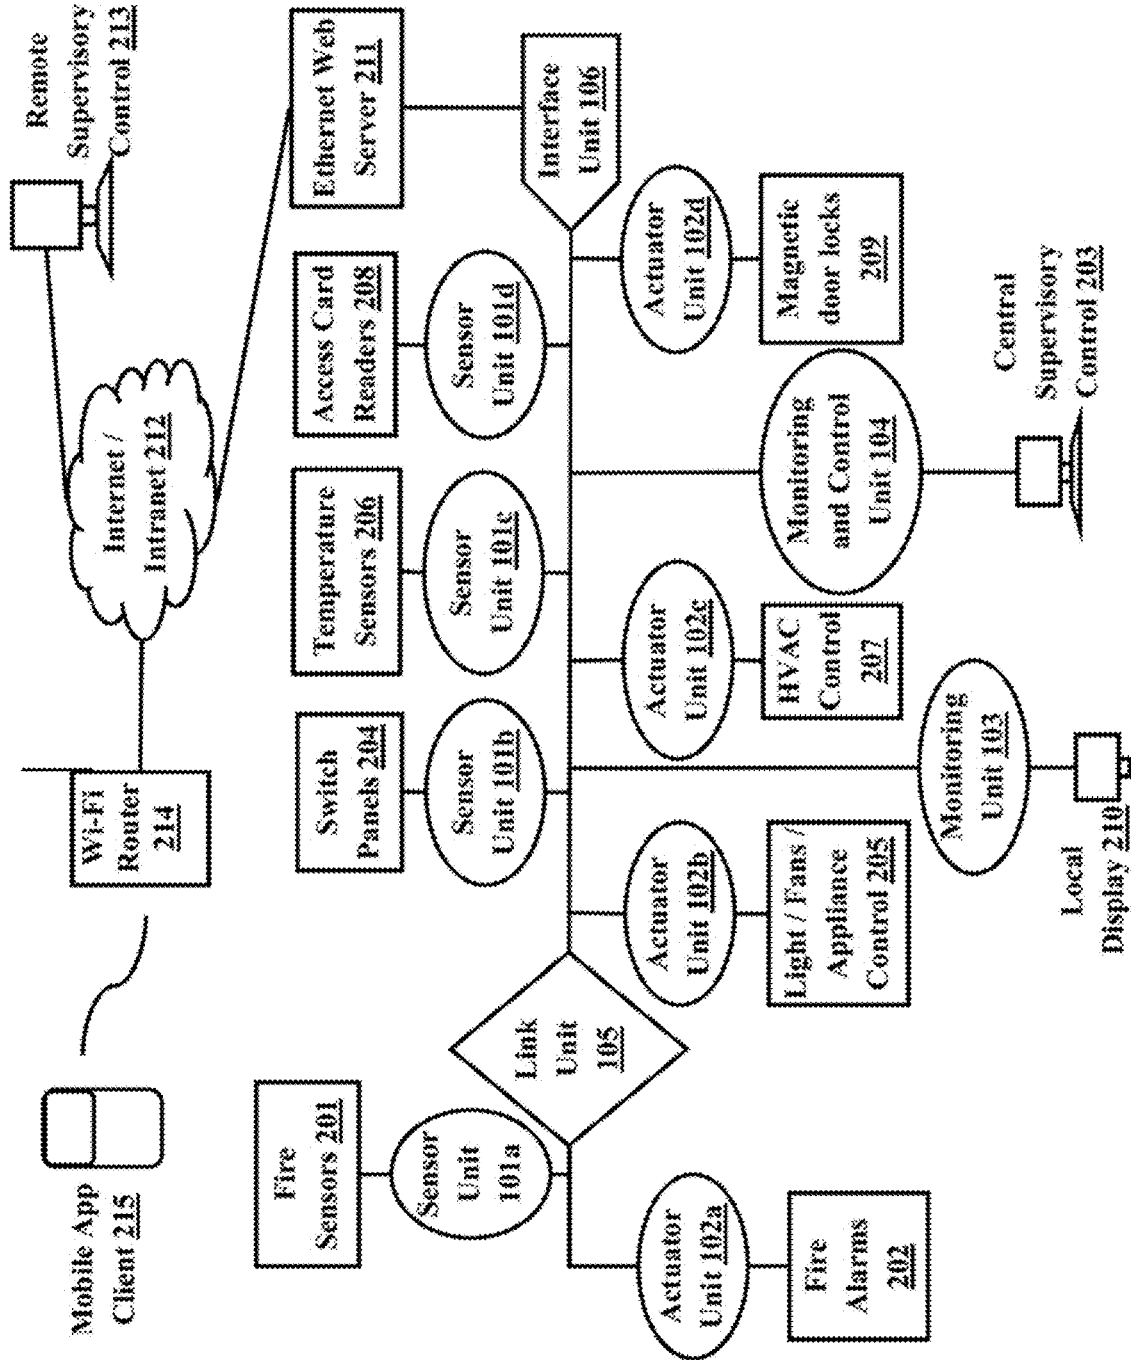 Mobile App
Client 215
Wi-Fi
Router
214
Internet /
Intranet 212
Remote
Supervisory
Control 213
Fire
Sensors 201
Switch
Panels 204
Temperature
Sensors 206
Access Card
Readers 208
Ethernet Web
Server 211
Sensor
Unit
101a
Sensor
Unit 101b
Sensor
Unit 101c
Sensor
Unit 101d
Link
Unit
105
Interface
Unit 106
Actuator
Unit 102a
Actuator
Unit 102b
Actuator
Unit 102c
Actuator
Unit 102d
Fire
Alarms
202
Light / Fans /
Appliance
Control 205
HVAC
Control
207
Monitoring
and Control
Unit 104
Magnetic
door locks
209
Monitoring
Unit 103
Local
Display 210
Central
Supervisory
Control 203